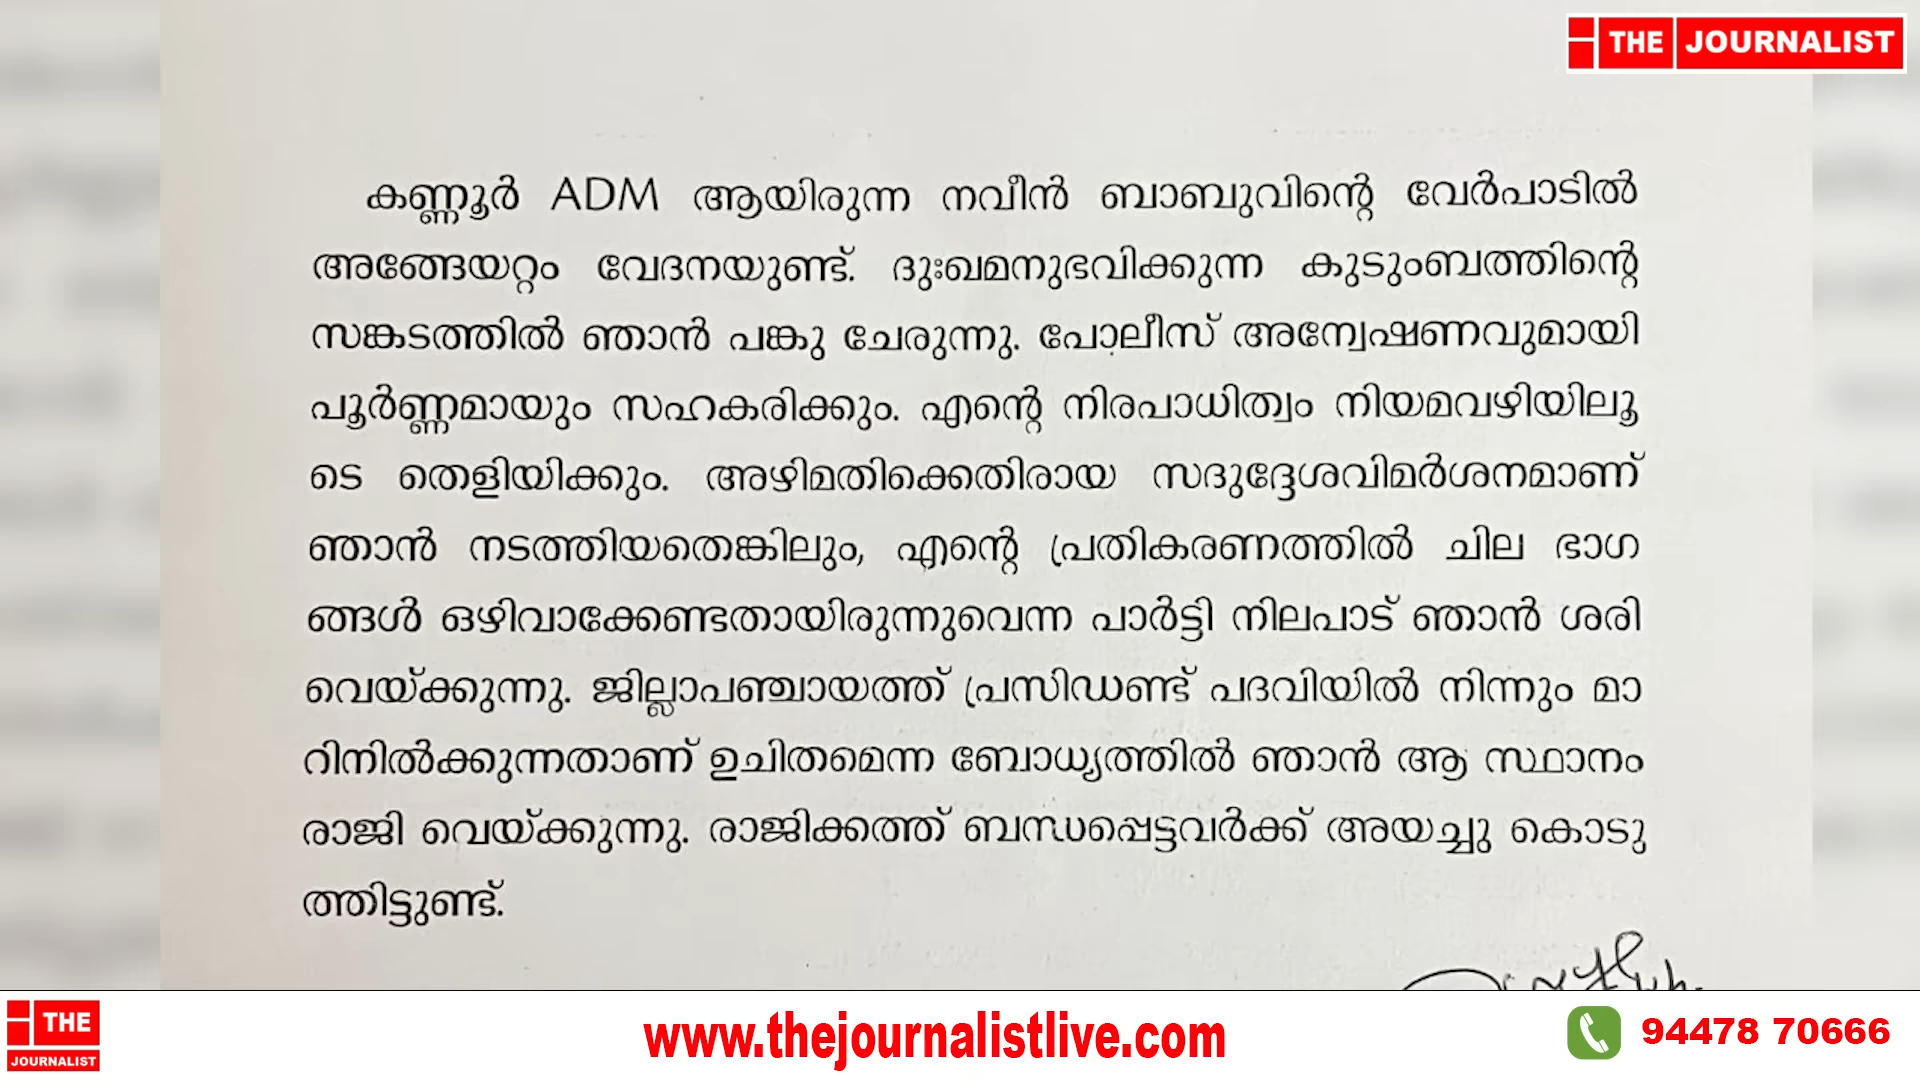 THE JOURNALIST
കണ്ണൂർ ADM ആയിരുന്ന നവീൻ ബാബുവിന്റെ വേർപാടിൽ
അങ്ങേയറ്റം വേദനയുണ്ട്. ദുഃഖമനുഭവിക്കുന്ന കുടുംബത്തിന്റെ
സങ്കടത്തിൽ ഞാൻ പങ്കു ചേരുന്നു. പോലീസ് അന്വേഷണവുമായി
പൂർണ്ണമായും സഹകരിക്കും. എന്റെ നിരപാധിത്വം നിയമവഴിയിലൂ
ടെ തെളിയിക്കും. അഴിമതിക്കെതിരായ സദുദ്ദേശവിമർശനമാണ്
ഞാൻ നടത്തിയതെങ്കിലും, എന്റെ പ്രതികരണത്തിൽ ചില ഭാഗ
ങ്ങൾ ഒഴിവാക്കേണ്ടതായിരുന്നുവെന്ന പാർട്ടി നിലപാട് ഞാൻ ശരി
വെയ്ക്കുന്നു. ജില്ലാപഞ്ചായത്ത് പ്രസിഡണ്ട് പദവിയിൽ നിന്നും മാ
റിനിൽക്കുന്നതാണ് ഉചിതമെന്ന ബോധ്യത്തിൽ ഞാൻ ആ സ്ഥാനം
രാജി വെയ്ക്കുന്നു. രാജിക്കത്ത് ബന്ധപ്പെട്ടവർക്ക് അയച്ചു കൊടു
ത്തിട്ടുണ്ട്.
THE
JOURNALIST
www.thejournalistlive.com
94478 70666